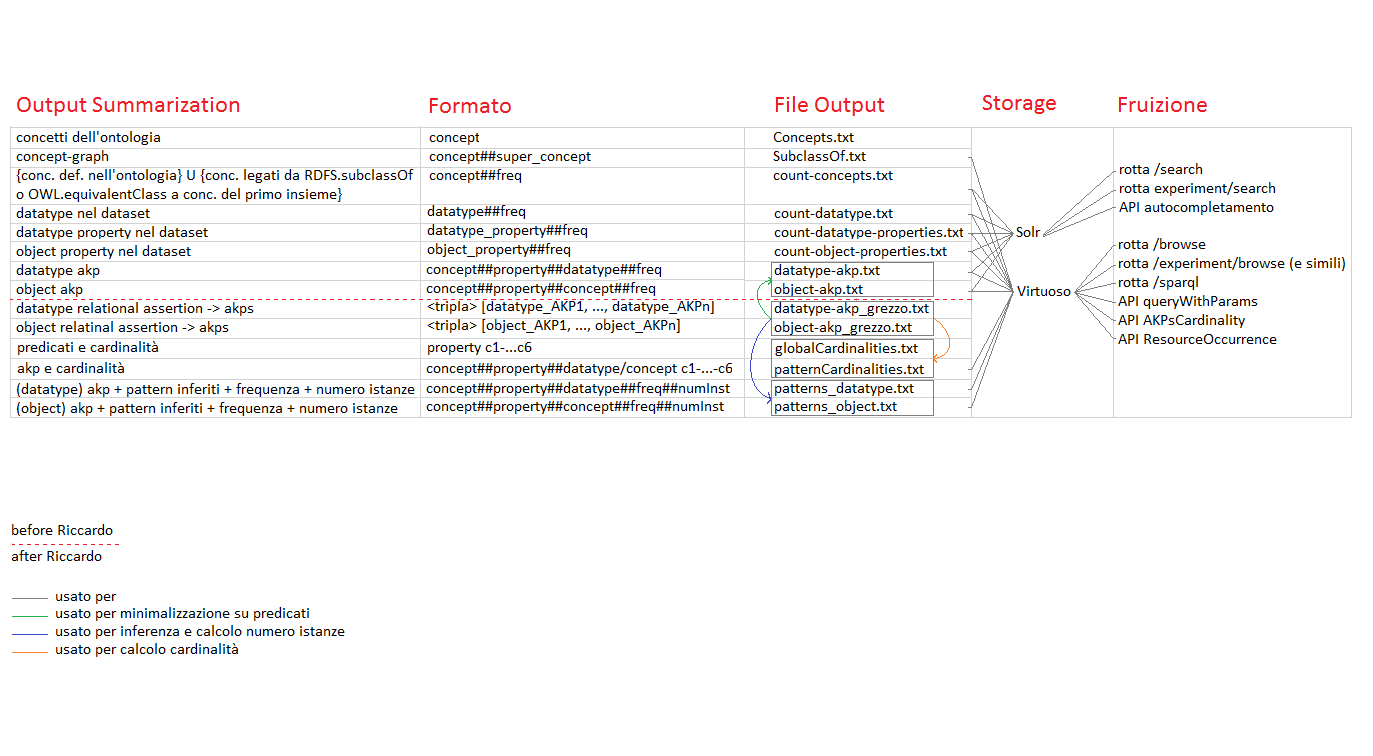 Output Summarization
Formato
File Output
Storage
Fruizione
concetti dell'ontologia
concept
Concepts.txt
concept-graph
concept##super_concept
SubclassOf.txt
{conc. def. nell'ontologia} U {conc. legati da RDFS.subclassOf
o OWL.equivalentClass a conc. del primo insieme}
concept##freq
count-concepts.txt
datatype nel dataset
datatype##freq
count-datatype.txt
datatype property nel dataset
datatype_property##freq
count-datatype-properties.txt
object property nel dataset
object_property##freq
count-object-properties.txt
datatype akp
concept##property##datatype##freq
datatype-akp.txt
object akp
concept##property##concept##freq
object-akp.txt
datatype relational assertion -> akps
<tripla> [datatype_AKP1, ..., datatype_AKPn]
datatype-akp_grezzo.txt
object relatinal assertion -> akps
<tripla> [object_AKP1, ..., object_AKPn]
object-akp_grezzo.txt
predicati e cardinalità
property c1-...c6
globalCardinalities.txt
akp e cardinalità
concept##property##datatype/concept c1-...-c6
patternCardinalities.txt
(datatype) akp + pattern inferiti + frequenza + numero istanze
concept##property##datatype##freq##numInst
patterns_datatype.txt
(object) akp + pattern inferiti + frequenza + numero istanze
concept##property##concept##freq##numInst
patterns_object.txt
Solr
Virtuoso
rotta /search
rotta experiment/search
API autocompletamento
rotta /browse
rotta /experiment/browse (e simili)
rotta /sparql
API queryWithParams
API AKPsCardinality
API ResourceOccurrence
before Riccardo
after Riccardo
usato per
usato per minimalizzazione su predicati
usato per inferenza e calcolo numero istanze
usato per calcolo cardinalità